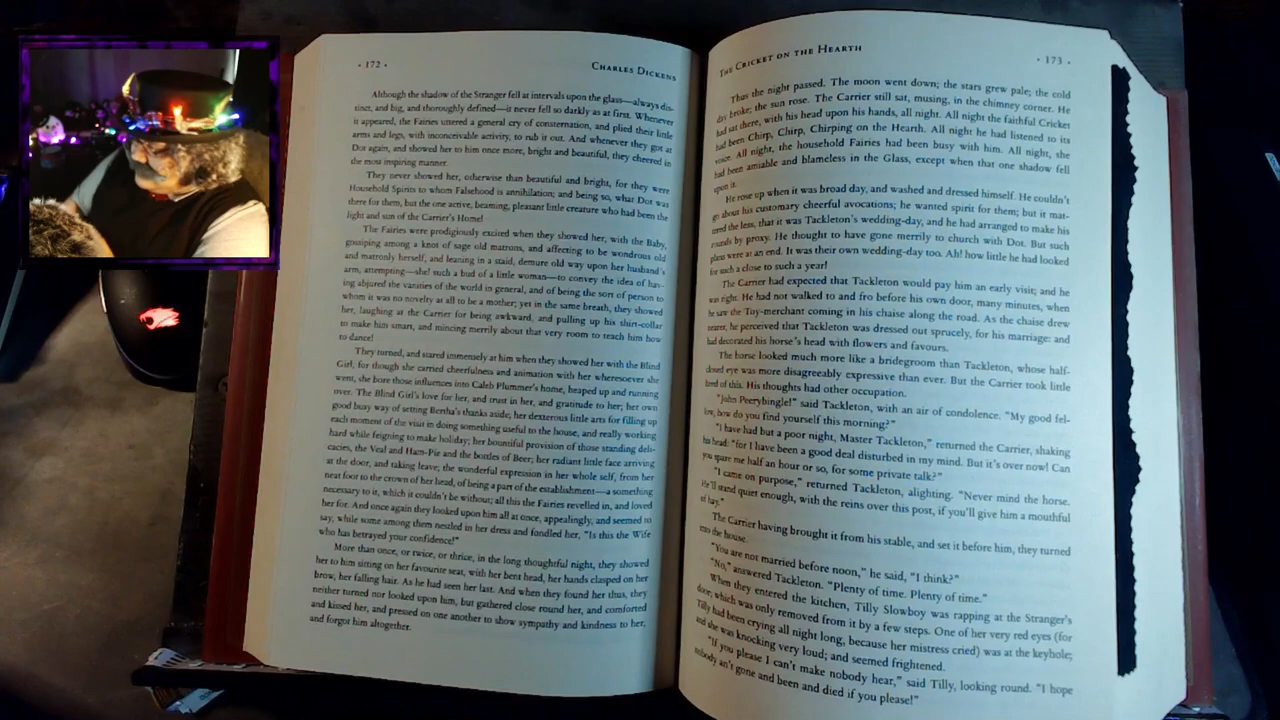 · 172 ·
Charles Dickens
Although the shadow of the Stranger fell at intervals upon the glass—always dis-
tinct, and big, and thoroughly defined—it never fell so darkly as at first. Whenever
it appeared, the Fairies uttered a general cry of consternation, and plied their little
arms and legs, with inconceivable activity, to rub it out. And whenever they got at
Dot again, and showed her to him once more, bright and beautiful, they cheered in
the most inspiring manner.
They never showed her, otherwise than beautiful and bright, for they were
Household Spirits to whom Falsehood is annihilation; and being so, what Dot was
there for them, but the one active, beaming, pleasant little creature who had been the
light and sun of the Carrier's Home!
The Fairies were prodigiously excited when they showed her, with the Baby,
gossiping among a knot of sage old matrons, and affecting to be wondrous old
and matronly herself, and leaning in a staid, demure old way upon her husband's
arm, attempting—she! such a bud of a little woman—to convey the idea of hav-
ing abjured the vanities of the world in general, and of being the sort of person to
whom it was no novelty at all to be a mother; yet in the same breath, they showed
her, laughing at the Carrier for being awkward, and pulling up his shirt-collar
to make him smart, and mincing merrily about that very room to teach him how
to dance!
They turned, and stared immensely at him when they showed her with the Blind
Girl; for though she carried cheerfulness and animation with her wheresoever she
went, she bore those influences into Caleb Plummer's home, heaped up and running
over. The Blind Girl's love for her, and trust in her, and gratitude to her; her own
good busy way of setting Bertha's thanks aside; her dexterous little arts for filling up
each moment of the visit in doing something useful to the house, and really working
hard while feigning to make holiday; her bountiful provision of those standing deli-
cacies, the Veal and Ham-Pie and the bottles of Beer; her radiant little face arriving
at the door, and taking leave; the wonderful expression in her whole self, from her
neat foot to the crown of her head, of being a part of the establishment—a something
necessary to it, which it couldn't be without; all this the Fairies revelled in, and loved
her for. And once again they looked upon him all at once, appealingly, and seemed to
say, while some among them nestled in her dress and fondled her, "Is this the Wife
who has betrayed your confidence!"
More than once, or twice, or thrice, in the long thoughtful night, they showed
her to him sitting on her favourite seat, with her bent head, her hands clasped on her
brow, her falling hair. As he had seen her last. And when they found her thus, they
neither turned nor looked upon him, but gathered close round her, and comforted
and kissed her, and pressed on one another to show sympathy and kindness to her,
and forgot him altogether.
The Cricket on the Hearth
· 173 ·
Thus the night passed. The moon went down; the stars grew pale; the cold
day broke; the sun rose. The Carrier still sat, musing, in the chimney corner. He
had sat there, with his head upon his hands, all night. All night the faithful Cricket
had been Chirp, Chirp, Chirping on the Hearth. All night he had listened to its
voice. All night, the household Fairies had been busy with him. All night, she
had been amiable and blameless in the Glass, except when that one shadow fell
upon it.
He rose up when it was broad day, and washed and dressed himself. He couldn't
go about his customary cheerful avocations; he wanted spirit for them; but it mat-
tered the less, that it was Tackleton's wedding-day, and he had arranged to make his
rounds by proxy. He thought to have gone merrily to church with Dot. But such
plans were at an end. It was their own wedding-day too. Ah! how little he had looked
for such a close to such a year!
The Carrier had expected that Tackleton would pay him an early visit; and he
was right. He had not walked to and fro before his own door, many minutes, when
he saw the Toy-merchant coming in his chaise along the road. As the chaise drew
nearer, he perceived that Tackleton was dressed out sprucely, for his marriage: and
had decorated his horse's head with flowers and favours.
The horse looked much more like a bridegroom than Tackleton, whose half-
closed eye was more disagreeably expressive than ever. But the Carrier took little
heed of this. His thoughts had other occupation.
"John Peerybingle!" said Tackleton, with an air of condolence. "My good fel-
low, how do you find yourself this morning?"
"I have had but a poor night, Master Tackleton," returned the Carrier, shaking
his head: "for I have been a good deal disturbed in my mind. But it's over now! Can
you spare me half an hour or so, for some private talk?"
"I came on purpose," returned Tackleton, alighting. "Never mind the horse.
He'll stand quiet enough, with the reins over this post, if you'll give him a mouthful
of hay."
The Carrier having brought it from his stable, and set it before him, they turned
into the house.
"You are not married before noon," he said, "I think?"
"No," answered Tackleton. "Plenty of time. Plenty of time."
When they entered the kitchen, Tilly Slowboy was rapping at the Stranger's
door; which was only removed from it by a few steps. One of her very red eyes (for
Tilly had been crying all night long, because her mistress cried) was at the keyhole;
and she was knocking very loud; and seemed frightened.
"If you please I can't make nobody hear," said Tilly, looking round. "I hope
nobody an't gone and been and died if you please!"